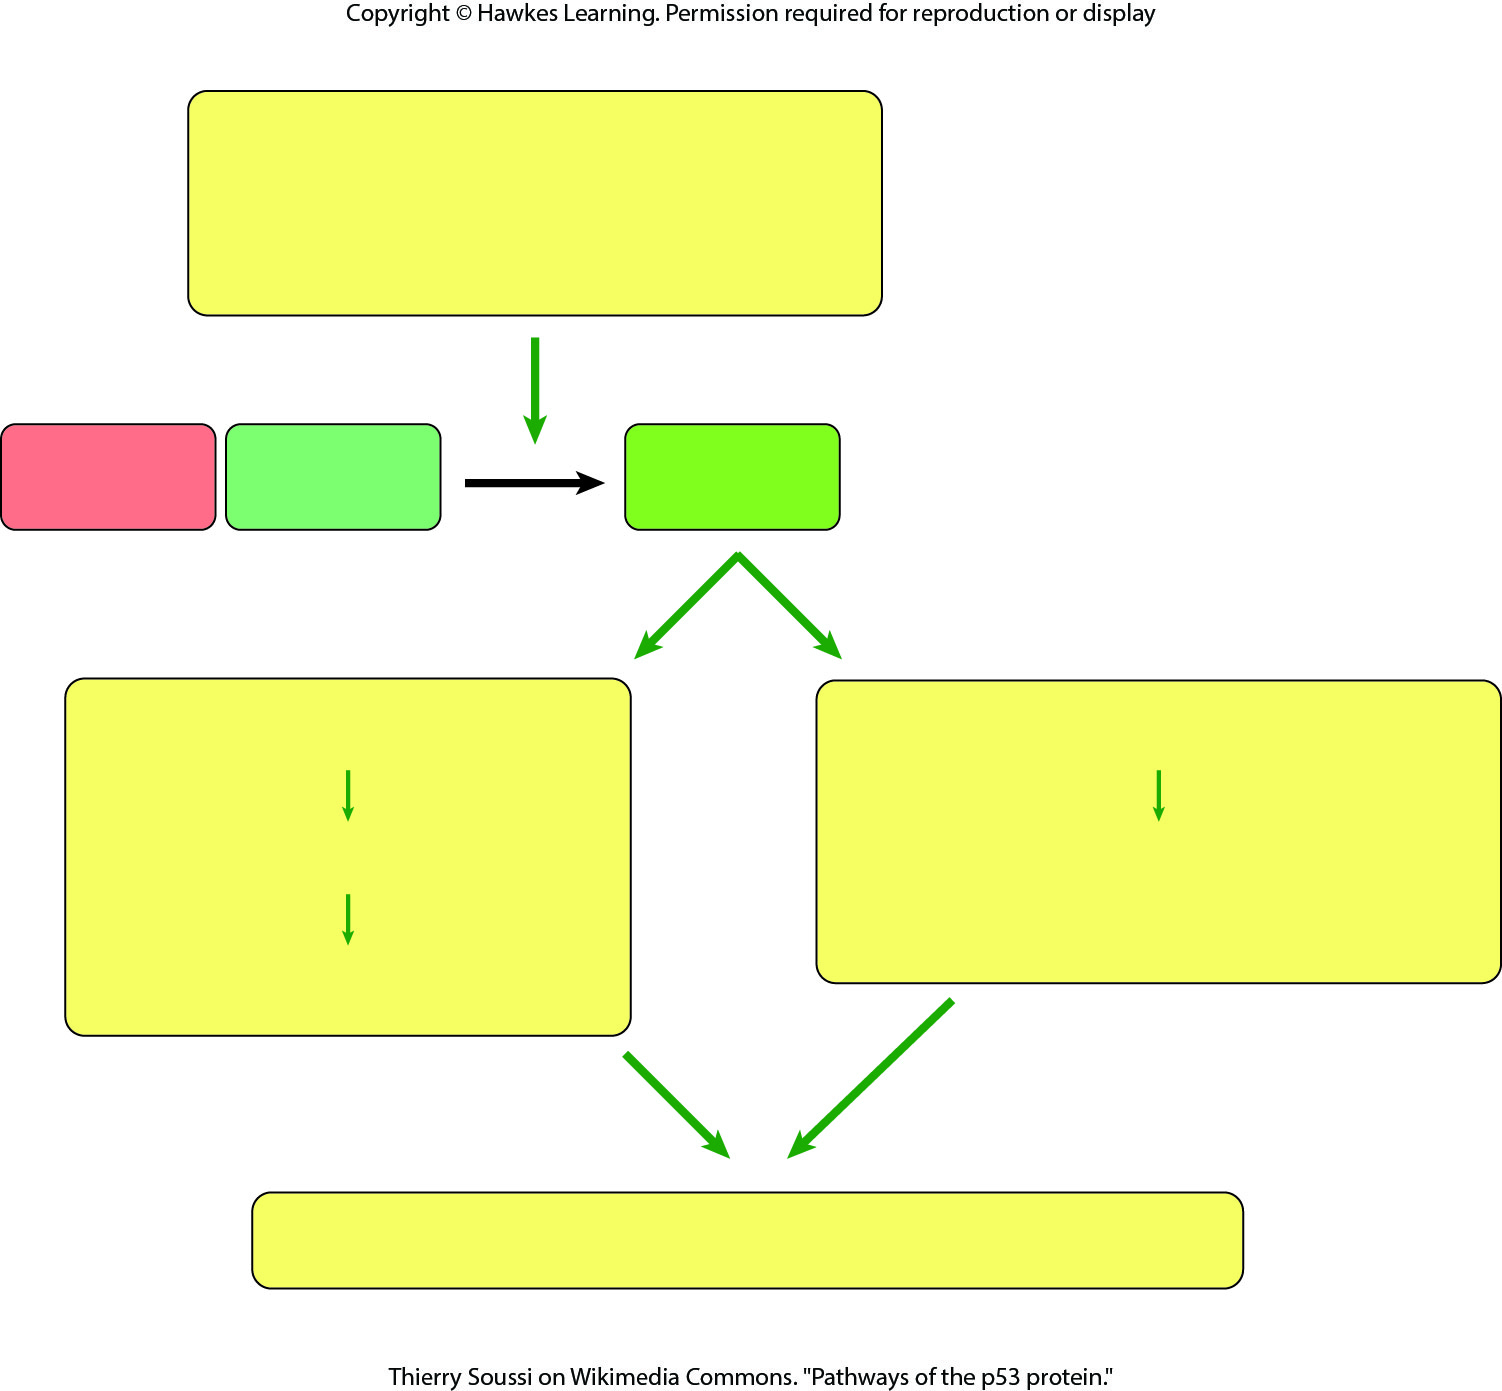 Copyright © Hawkes Learning. Permission required for reproduction or display
Thierry Soussi on Wikimedia Commons. "Pathways of the p53 protein."